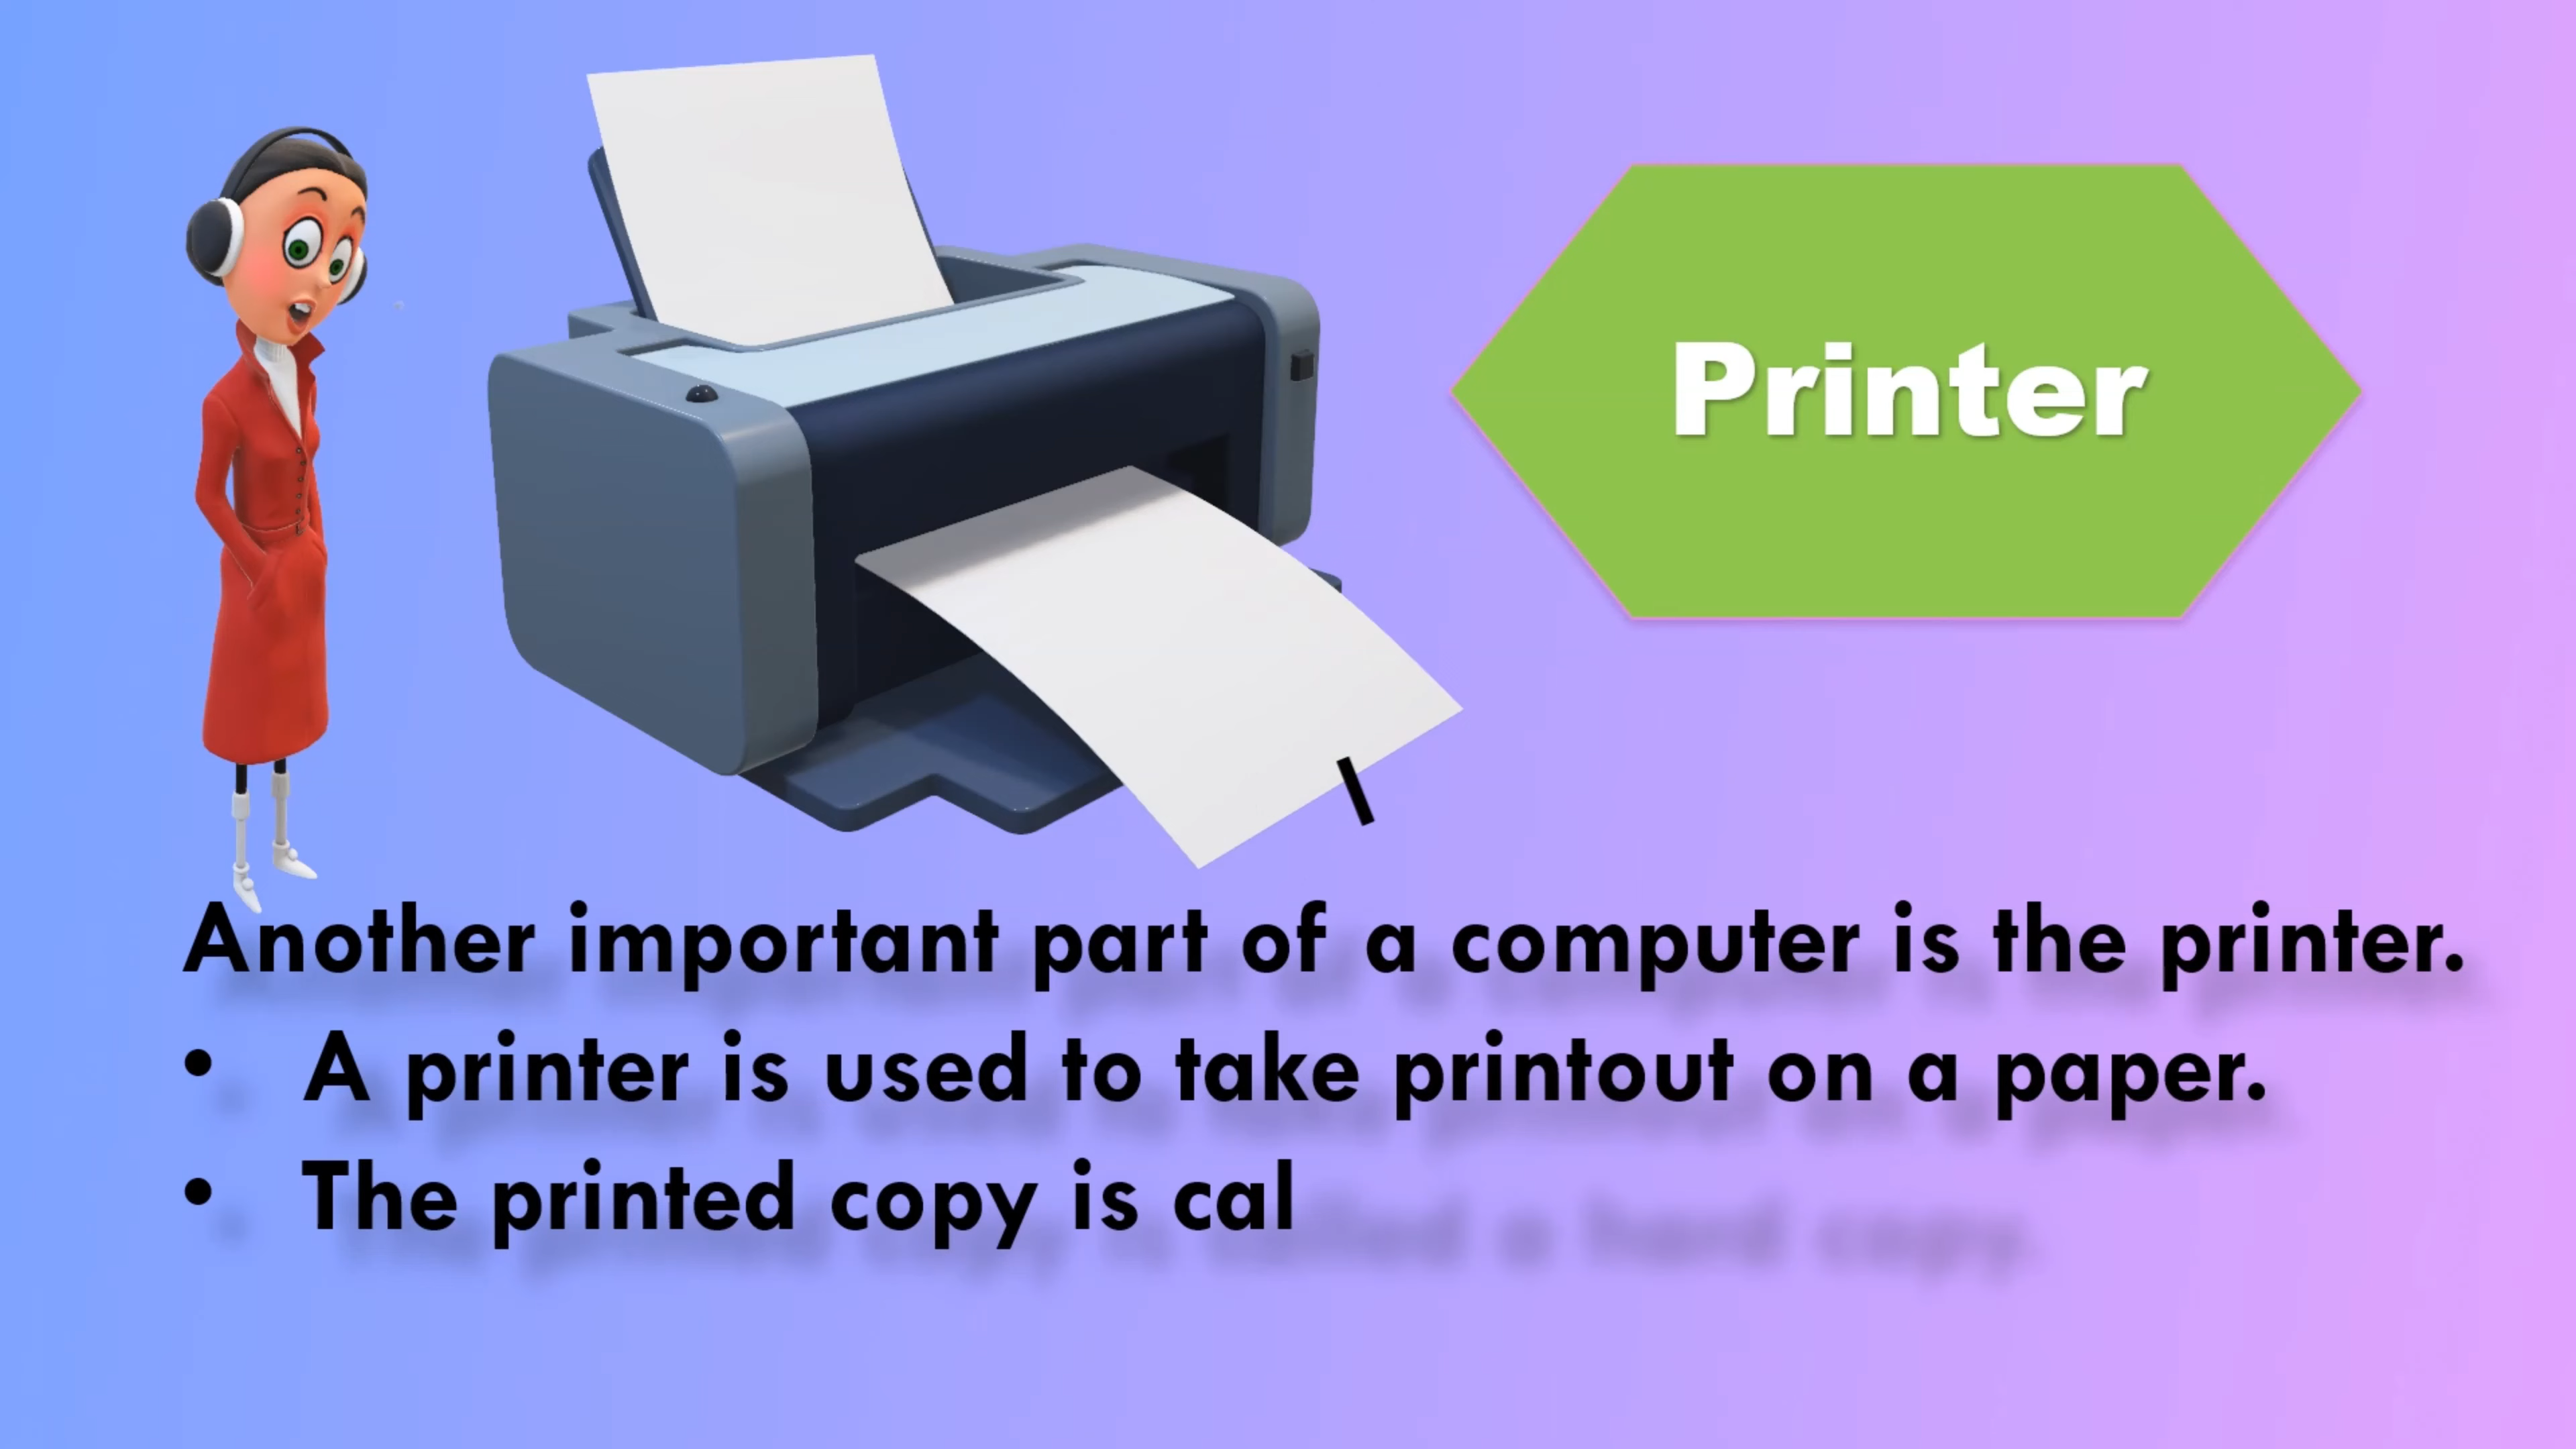 Printer
Another important part of a computer is the printer.
• A printer is used to take printout on a paper.
• The printed copy is cal